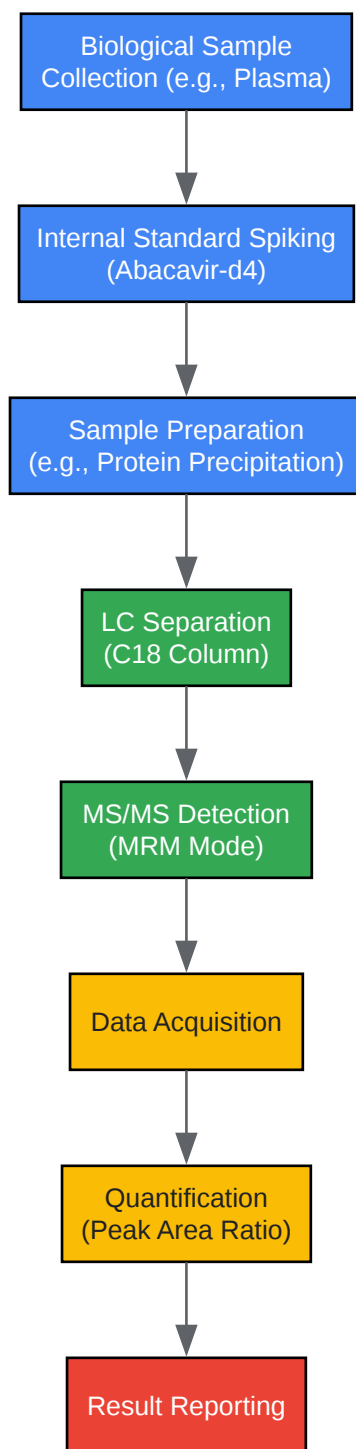 Biological Sample
Collection (e.g., Plasma)
Internal Standard Spiking
(Abacavir-d4)
Sample Preparation
(e.g., Protein Precipitation)
LC Separation
(C18 Column)
MS/MS Detection
(MRM Mode)
Data Acquisition
Quantification
(Peak Area Ratio)
Result Reporting